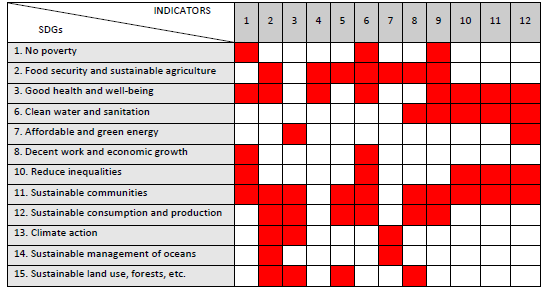 INDICATORS
SDGs
1 2 3 4 5 6 7 8 9 10 11 12
1. No poverty
2. Food security and sustainable agriculture
3. Good health and well-being
6. Clean water and sanitation
7. Affordable and green energy
8. Decent work and economic growth
10. Reduce inequalities
11. Sustainable communities
12. Sustainable consumption and production
13. Climate action
14. Sustainable management of oceans
15. Sustainable land use, forests, etc.